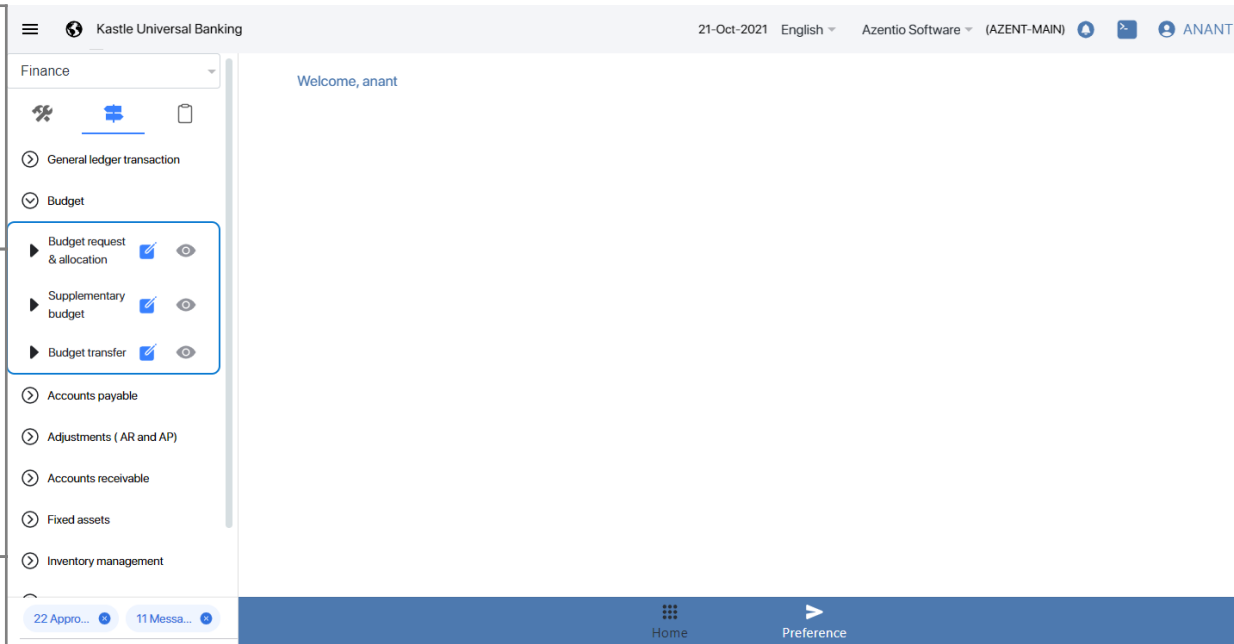 Kastle Universal Banking
21-Oct-2021 English Azentio Software (AZENT-MAIN) ANANT
Finance
Welcome, anant
General ledger transaction
Budget
Budget request
& allocation
Supplementary
budget
Budget transfer
Accounts payable
Adjustments ( AR and AP)
Accounts receivable
Fixed assets
Inventory management
22 Appro... 11 Messa...
Home Preference